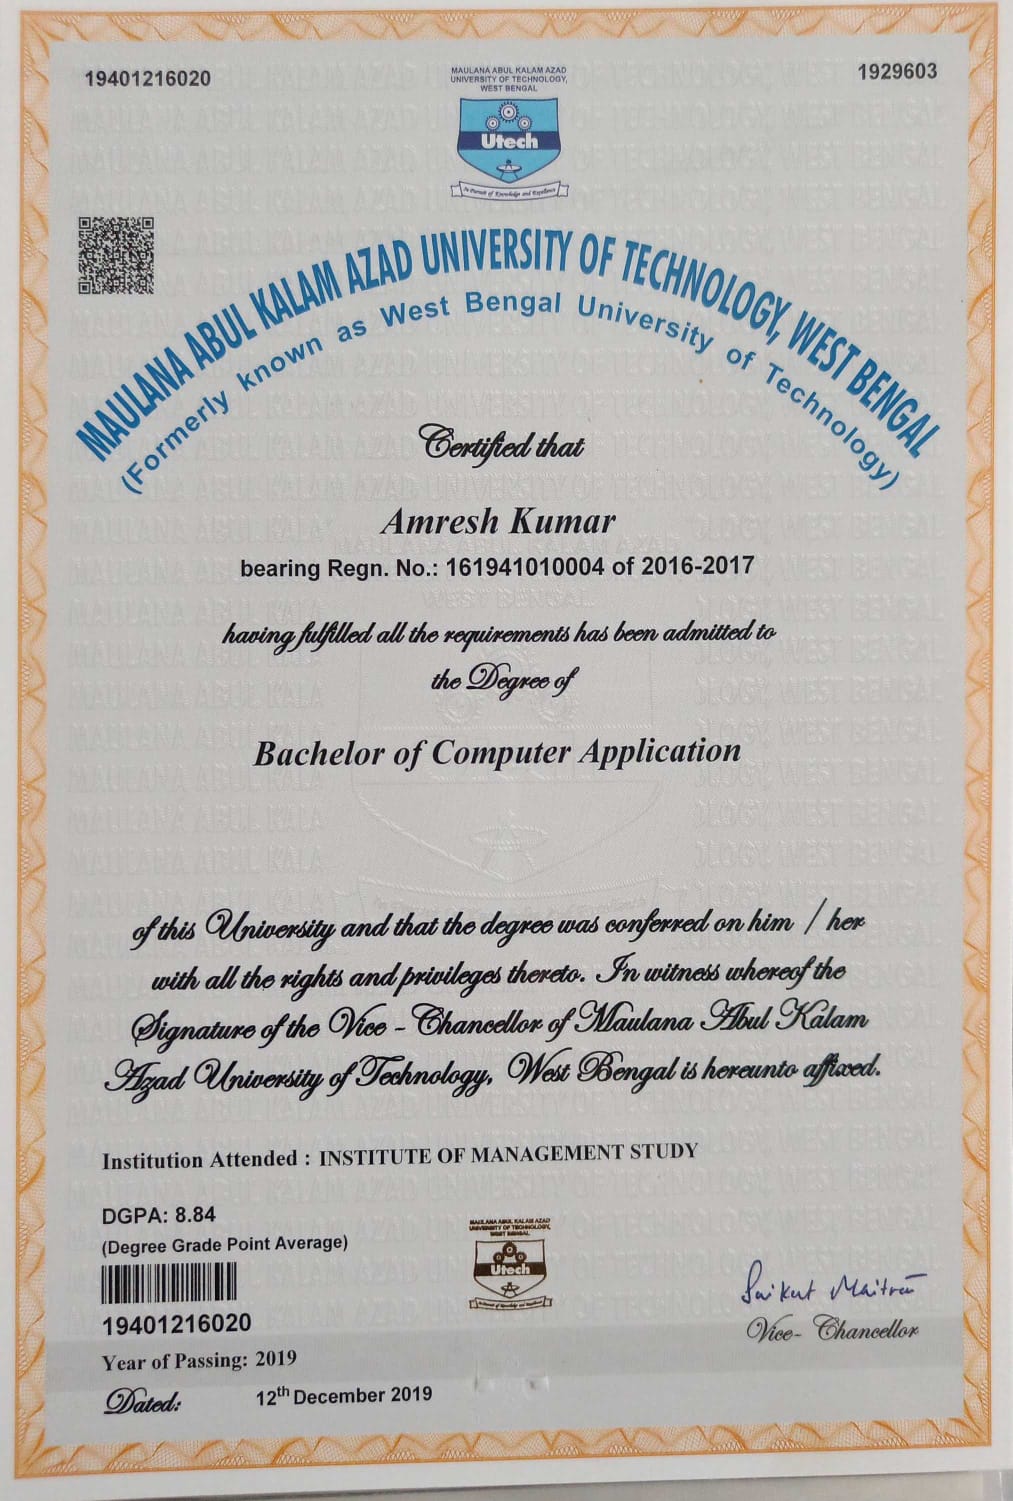 19401216020
1929603
MAULANA ABUL KALAM AZAD
UNIVERSITY OF TECHNOLOGY,
WEST BENGAL
Utech
In Pursuit of Knowledge and Excellence
MAULANA ABUL KALAM AZAD UNIVERSITY OF TECHNOLOGY, WEST BENGAL
(Formerly known as West Bengal University of Technology)
Certified that
Amresh Kumar
bearing Regn. No.: 161941010004 of 2016-2017
having fulfilled all the requirements has been admitted to
the Degree of
Bachelor of Computer Application
of this University and that the degree was conferred on him / her
with all the rights and privileges thereto. In witness whereof the
Signature of the Vice - Chancellor of Maulana Abul Kalam
Azad University of Technology, West Bengal is hereunto affixed.
Institution Attended : INSTITUTE OF MANAGEMENT STUDY
DGPA: 8.84
(Degree Grade Point Average)
19401216020
Year of Passing: 2019
Dated: 12th December 2019
MAULANA ABUL KALAM AZAD
UNIVERSITY OF TECHNOLOGY,
WEST BENGAL
Utech
Saikat Maitra
Vice- Chancellor